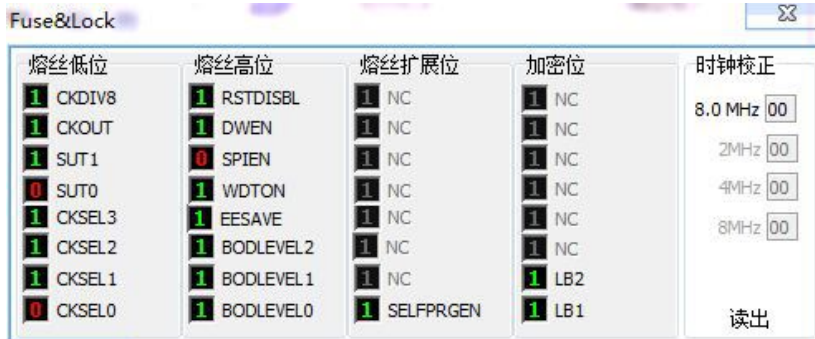 Fuse&Lock
熔丝低位 熔丝高位 熔丝扩展位 加密位 时钟校正
1 CKDIV8 1 RSTDISBL 1 NC 1 NC 8.0 MHz 00
1 CKOUT 1 DWEN 1 NC 1 NC
1 SUT1 0 SPIEN 1 NC 1 NC 2MHz 00
0 SUT0 1 WDTON 1 NC 1 NC 4MHz 00
1 CKSEL3 1 EESAVE 1 NC 1 NC 8MHz 00
1 CKSEL2 1 BODLEVEL2 1 NC 1 NC
1 CKSEL1 1 BODLEVEL1 1 NC 1 LB2
0 CKSEL0 1 BODLEVEL0 1 SELFPRGEN 1 LB1 读出